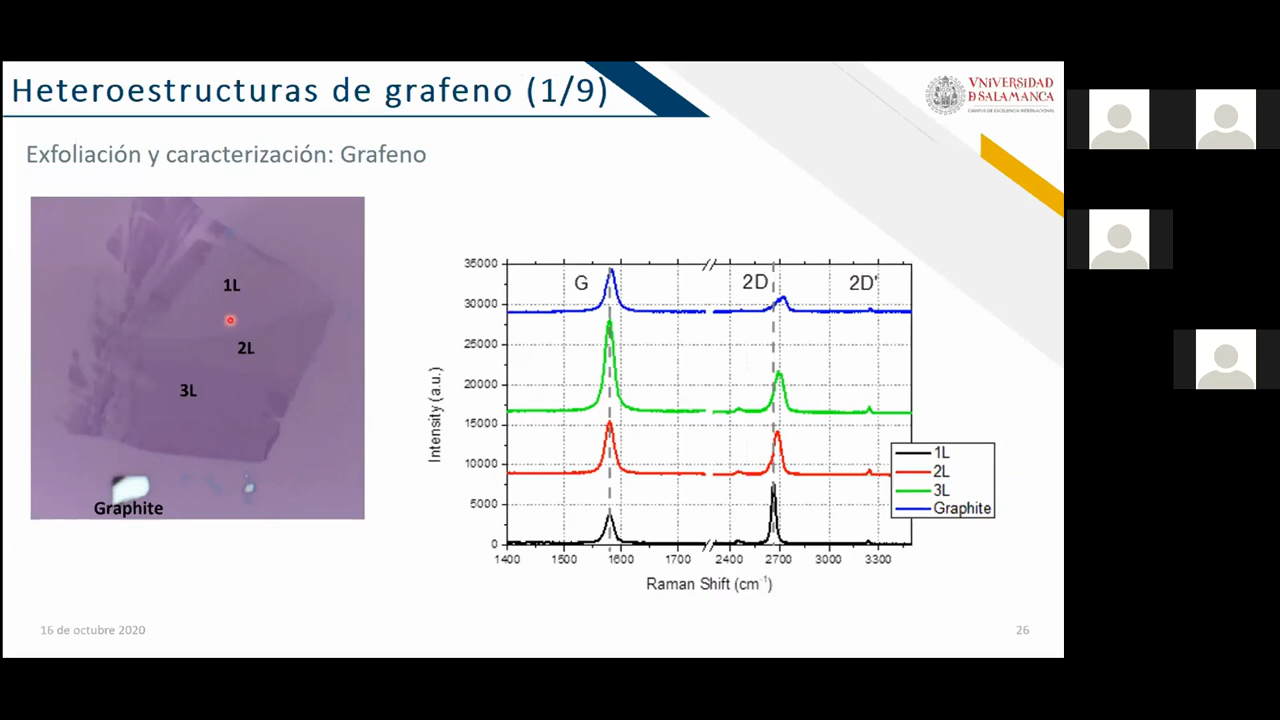 Heteroestructuras de grafeno (1/9)
VNiVERSiDAD
D SALAMANCA
CAMPUS DE EXCELENCIA INTERNACIONAL
Exfoliación y caracterización: Grafeno
1L
2L
3L
Graphite
G
2D
2D'
35000
30000
25000
20000
15000
10000
5000
0
Intensity (a.u.)
1400 1500 1600 1700 2400 2700 3000 3300
Raman Shift (cm⁻¹)
1L
2L
3L
Graphite
16 de octubre 2020
26